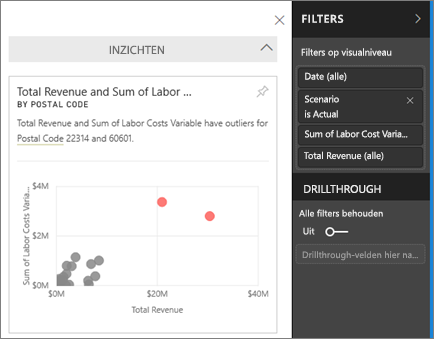 INZICHTEN
Total Revenue and Sum of Labor ...
BY POSTAL CODE
Total Revenue and Sum of Labor Costs Variable have outliers for
Postal Code 22314 and 60601.
Sum of Labor Costs Varia...
$4M
$2M
$0M
$0M
$20M
$40M
Total Revenue
FILTERS
Filters op visualniveau
Date (alle)
Scenario
is Actual
Sum of Labor Cost Varia...
Total Revenue (alle)
DRILLTHROUGH
Alle filters behouden
Uit
Drillthrough-velden hier na...